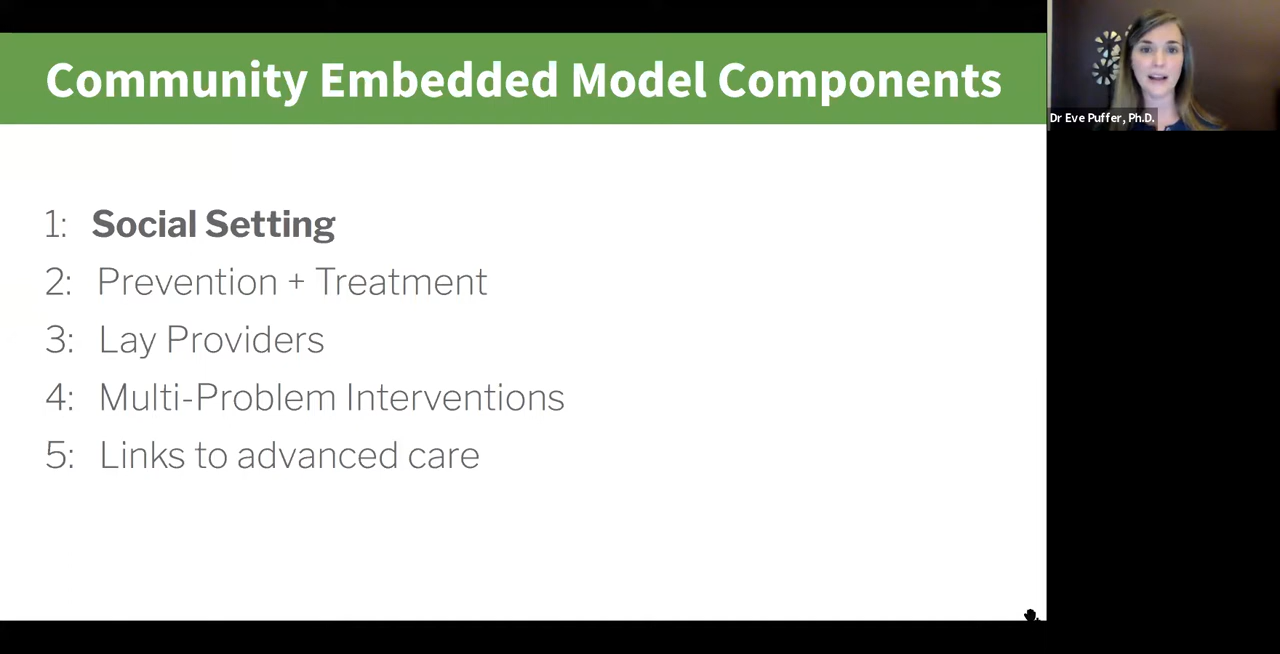 Community Embedded Model Components
Dr Eve Puffer, Ph.D.
1: Social Setting
2: Prevention + Treatment
3: Lay Providers
4: Multi-Problem Interventions
5: Links to advanced care